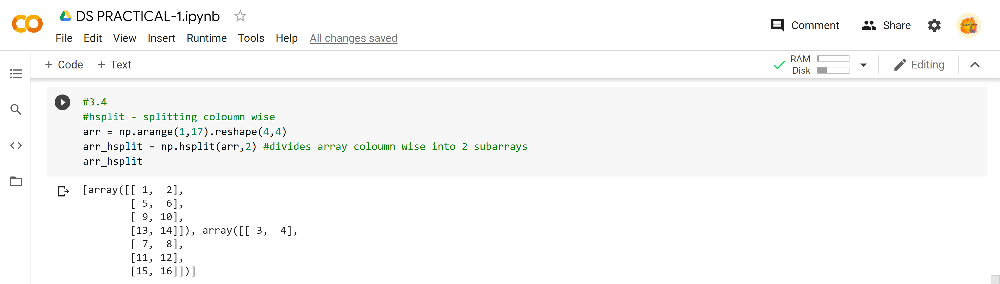 DS PRACTICAL-1.ipynb
File Edit View Insert Runtime Tools Help All changes saved
Comment Share
+ Code + Text
RAM
Disk
Editing
#3.4
#hsplit - splitting coloumn wise
arr = np.arange(1,17).reshape(4,4)
arr_hsplit = np.hsplit(arr,2) #divides array coloumn wise into 2 subarrays
arr_hsplit
[array([[ 1,  2],
        [ 5,  6],
        [ 9, 10],
        [13, 14]]), array([[ 3,  4],
        [ 7,  8],
        [11, 12],
        [15, 16]])]